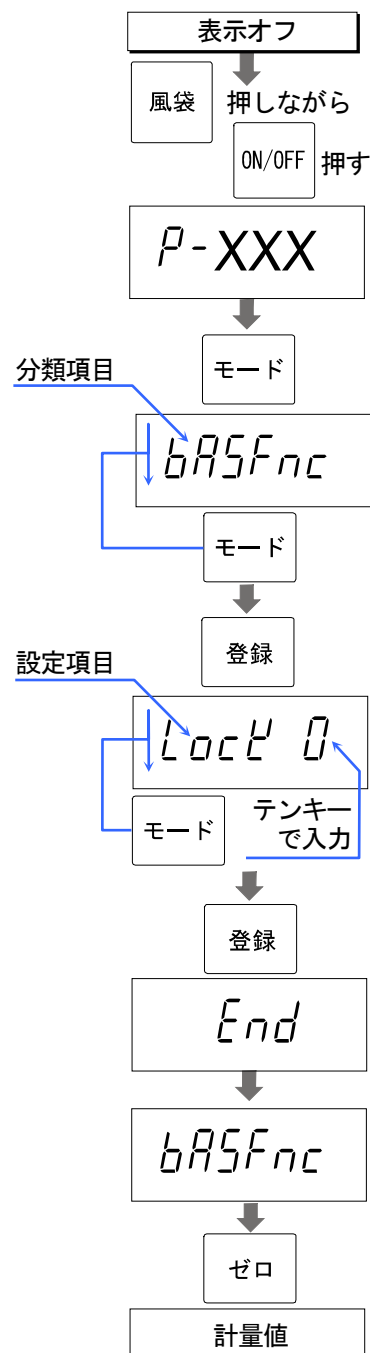 表示オフ
風袋 押しながら
ON/OFF 押す
P-XXX
モード
分類項目
bASFnc
モード
登録
設定項目
LocK 0
モード
テンキー
で入力
登録
End
bASFnc
ゼロ
計量値